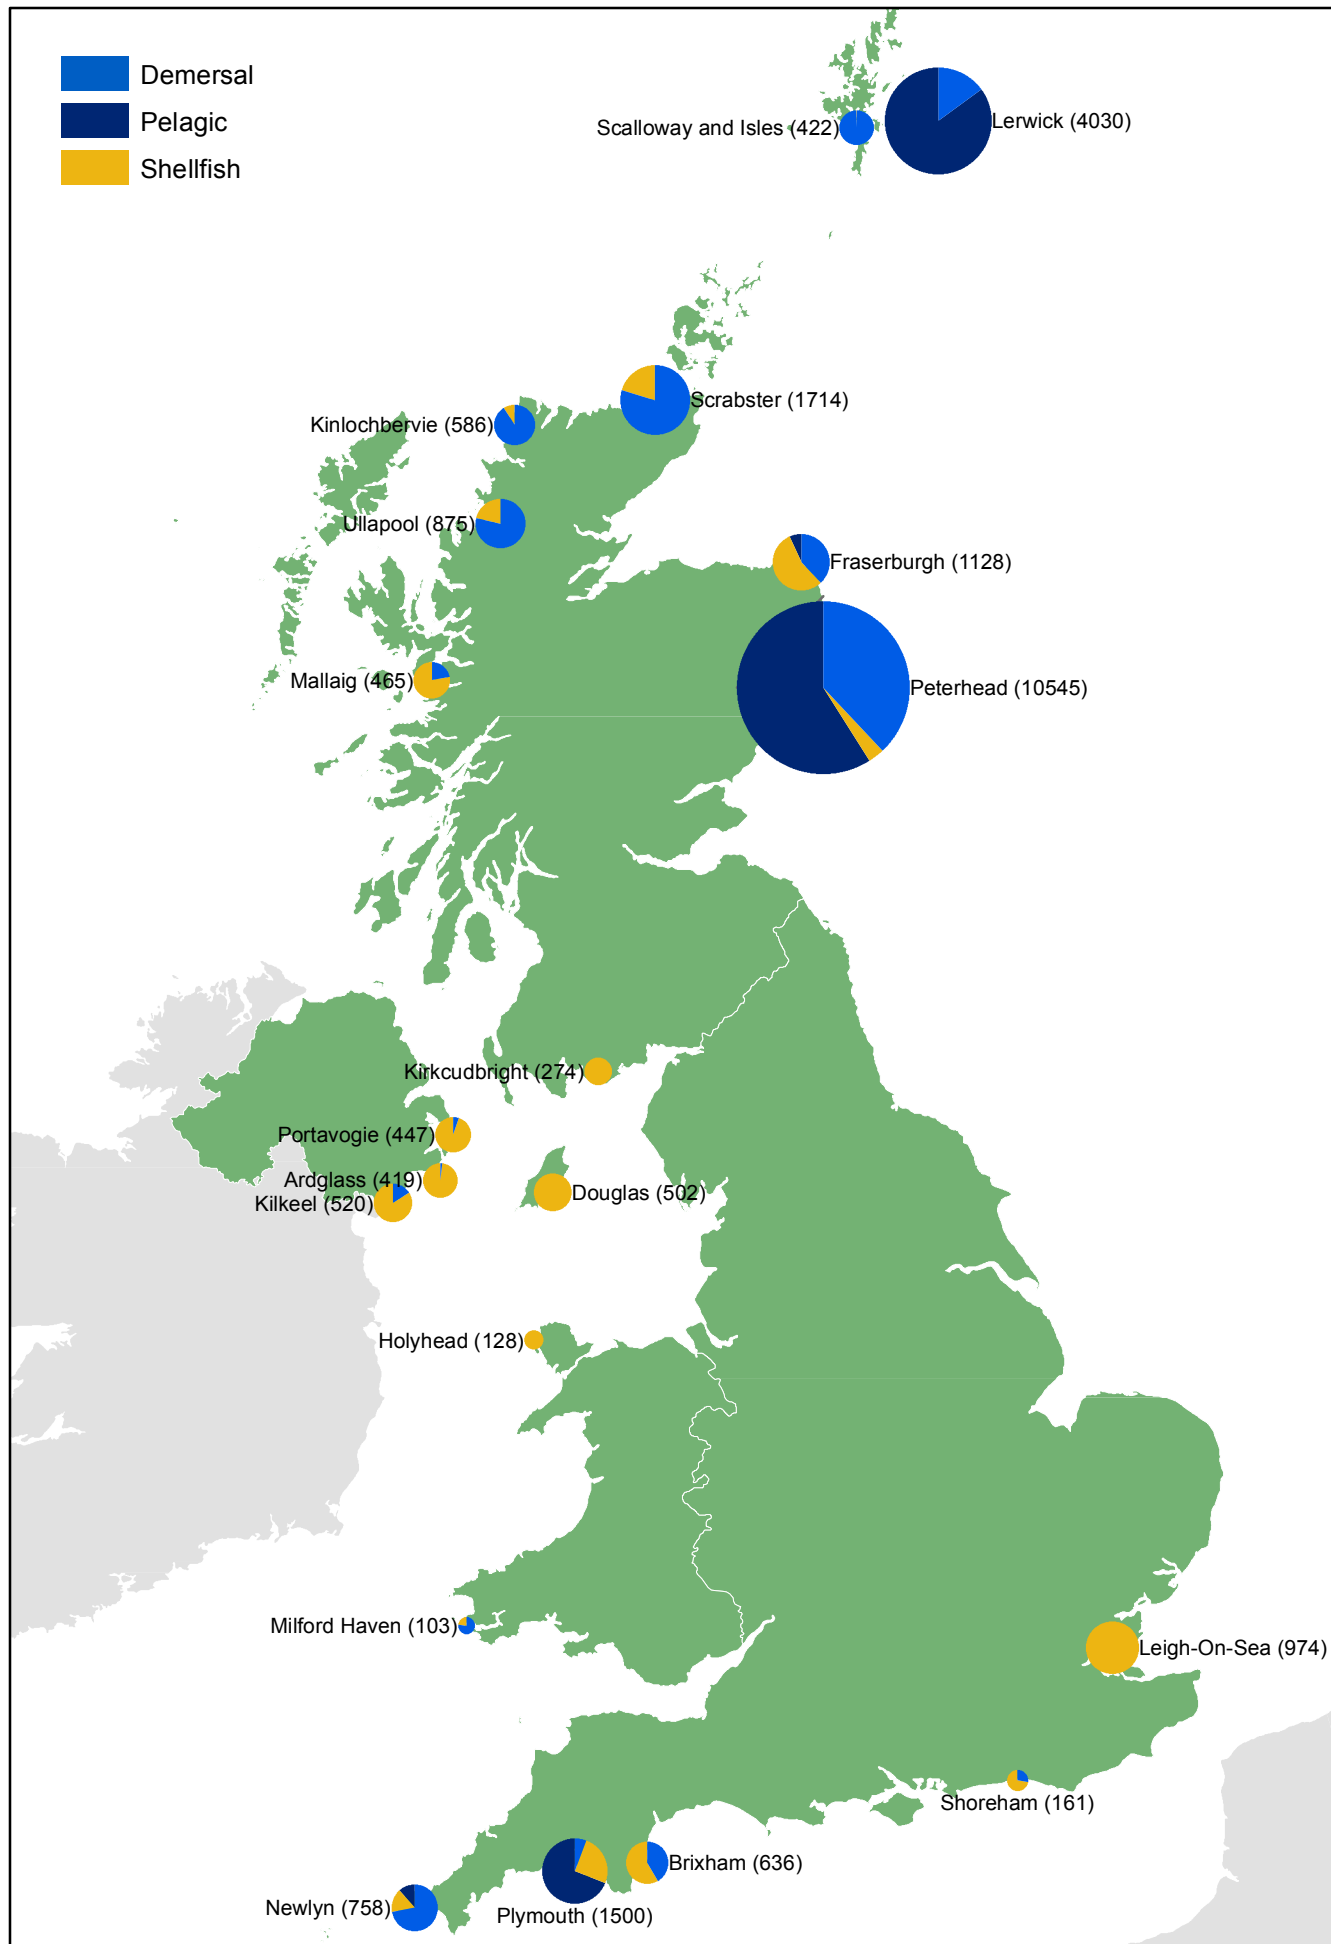 Demersal
Pelagic
Shellfish
Scalloway and Isles (422)
Lerwick (4030)
Scrabster (1714)
Kinlochbervie (586)
Ullapool (875)
Fraserburgh (1128)
Mallaig (465)
Peterhead (10545)
Kirkcudbright (274)
Portavogie (447)
Ardglass (419)
Kilkeel (520)
Douglas (502)
Holyhead (128)
Milford Haven (103)
Leigh-On-Sea (974)
Shoreham (161)
Brixham (636)
Newlyn (758)
Plymouth (1500)